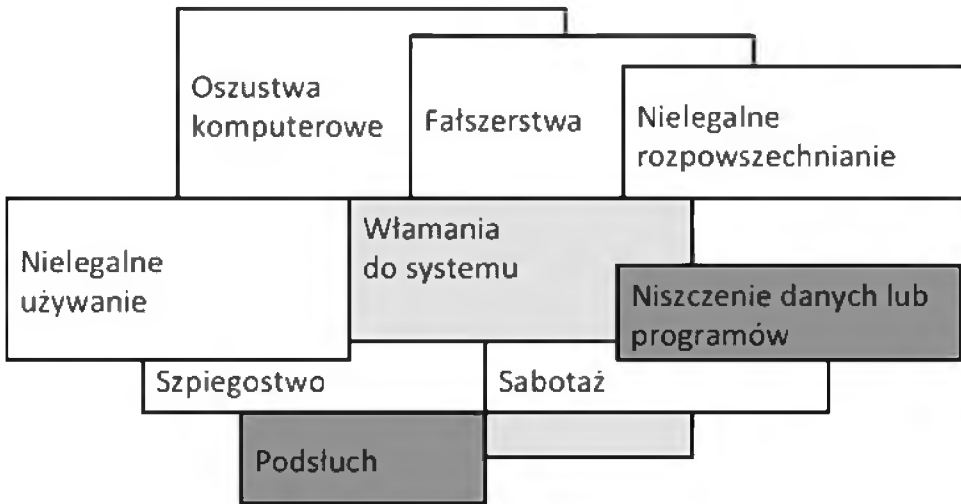 Oszustwa
komputerowe
Fałszerstwa
Nielegalne
rozpowszechnianie
Nielegalne
używanie
Włamania
do systemu
Niszczenie danych lub
programów
Szpiegostwo
Sabotaż
Podsłuch